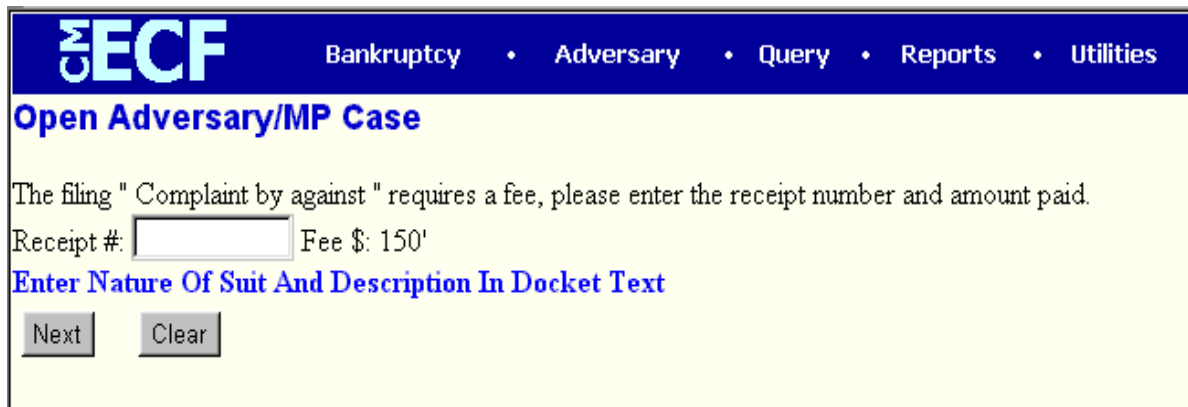 CM ECF Bankruptcy • Adversary • Query • Reports • Utilities
Open Adversary/MP Case
The filing " Complaint by against " requires a fee, please enter the receipt number and amount paid.
Receipt #: Fee $: 150'
Enter Nature Of Suit And Description In Docket Text
Next Clear